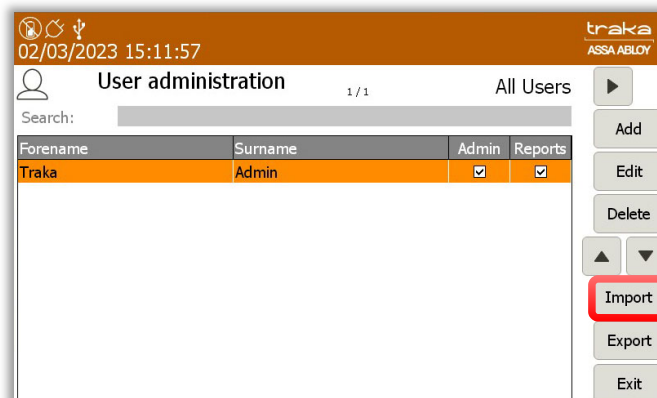 traka
02/03/2023 15:11:57
ASSA ABLOY
User administration
1 / 1
All Users
Search:
Add
Forename Surname Admin Reports
Traka Admin
Edit
Delete
Import
Export
Exit